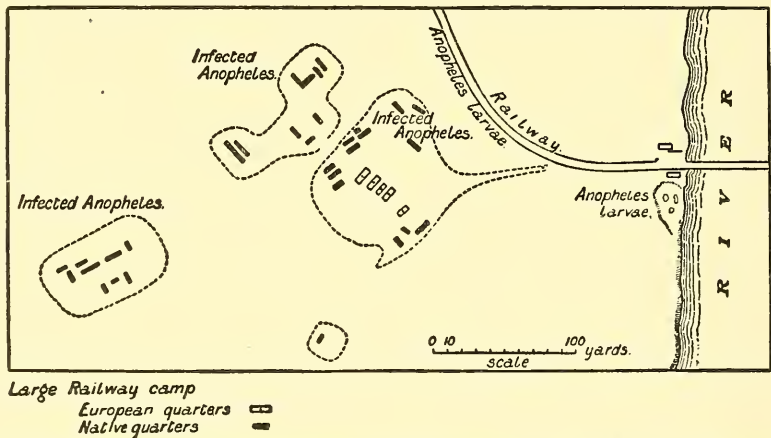 Infected
Anopheles.
Anopheles larvae.
Railway.
Infected
Anopheles.
RIVER
Infected Anopheles.
Anopheles
larvae.
0 10 100 yards.
scale
Large Railway camp
European quarters
Native quarters